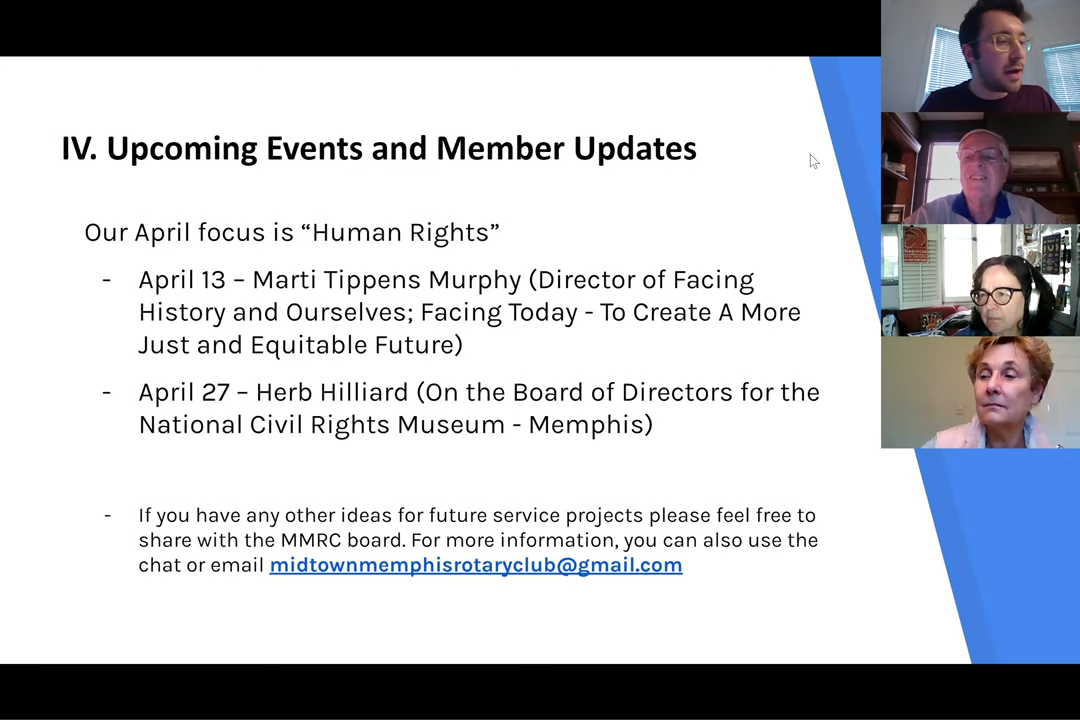 IV. Upcoming Events and Member Updates
Our April focus is “Human Rights”
- April 13 – Marti Tippens Murphy (Director of Facing
History and Ourselves; Facing Today - To Create A More
Just and Equitable Future)
- April 27 – Herb Hilliard (On the Board of Directors for the
National Civil Rights Museum - Memphis)
- If you have any other ideas for future service projects please feel free to
share with the MMRC board. For more information, you can also use the
chat or email midtownmemphisrotaryclub@gmail.com